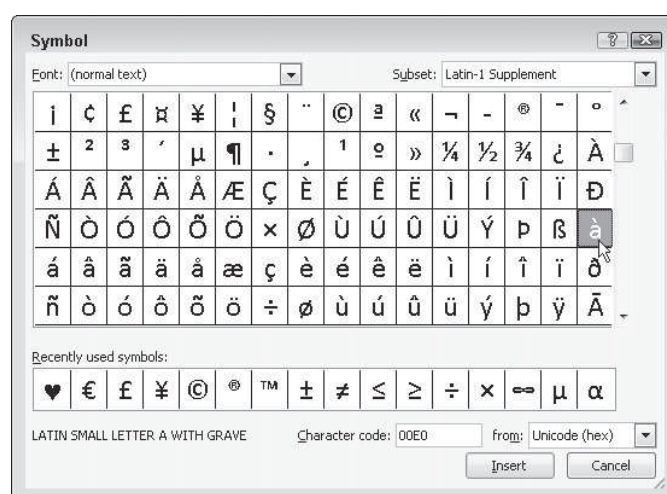 Symbol
Font: (normal text) Subset: Latin-1 Supplement
¡ ¢ £ ¤ ¥ ¦ § ¨ © ª « ¬ - ® ¯ °
± ² ³ ´ µ ¶ · ¸ ¹ º » ¼ ½ ¾ ¿ À
Á Â Ã Ä Å Æ Ç È É Ê Ë Ì Í Î Ï Ð
Ñ Ò Ó Ô Õ Ö × Ø Ù Ú Û Ü Ý Þ ß à
á â ã ä å æ ç è é ê ë ì í î ï ð
ñ ò ó ô õ ö ÷ ø ù ú û ü ý þ ÿ Ā
Recently used symbols:
♥ € £ ¥ © ® ™ ± ≠ ≤ ≥ ÷ × ∞ µ α
LATIN SMALL LETTER A WITH GRAVE Character code: 00E0 from: Unicode (hex)
Insert Cancel